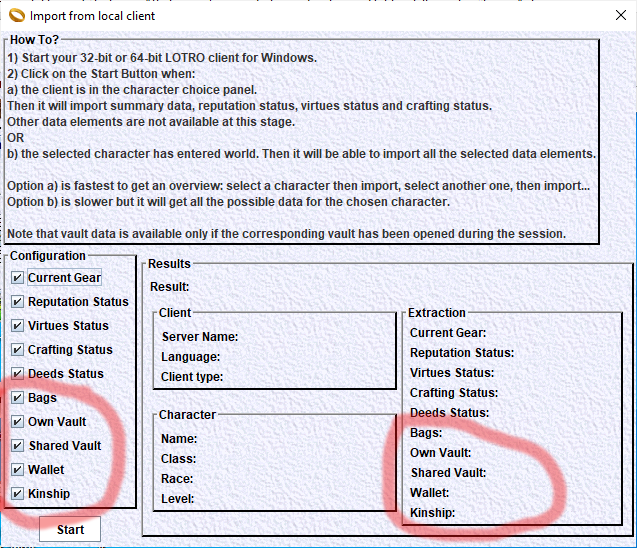 Import from local client
How To?
1) Start your 32-bit or 64-bit LOTRO client for Windows.
2) Click on the Start Button when:
a) the client is in the character choice panel.
Then it will import summary data, reputation status, virtues status and crafting status.
Other data elements are not available at this stage.
OR
b) the selected character has entered world. Then it will be able to import all the selected data elements.
Option a) is fastest to get an overview: select a character then import, select another one, then import...
Option b) is slower but it will get all the possible data for the chosen character.
Note that vault data is available only if the corresponding vault has been opened during the session.
Configuration
Current Gear
Reputation Status
Virtues Status
Crafting Status
Deeds Status
Bags
Own Vault
Shared Vault
Wallet
Kinship
Start
Results
Result:
Client
Server Name:
Language:
Client type:
Character
Name:
Class:
Race:
Level:
Extraction
Current Gear:
Reputation Status:
Virtues Status:
Crafting Status:
Deeds Status:
Bags:
Own Vault:
Shared Vault:
Wallet:
Kinship: